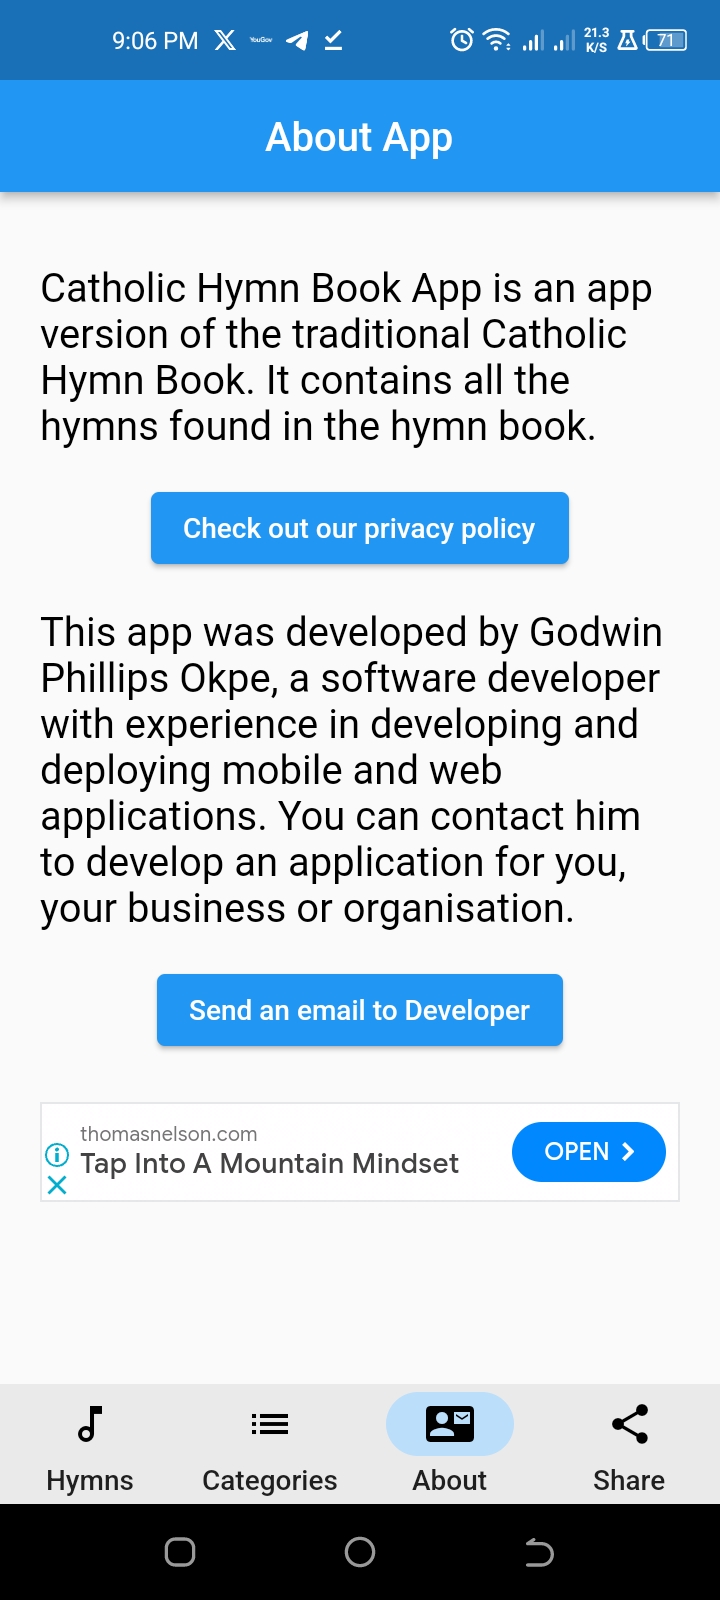 9:06 PM X YouGov 21.3 K/S 71
About App
Catholic Hymn Book App is an app
version of the traditional Catholic
Hymn Book. It contains all the
hymns found in the hymn book.
Check out our privacy policy
This app was developed by Godwin
Phillips Okpe, a software developer
with experience in developing and
deploying mobile and web
applications. You can contact him
to develop an application for you,
your business or organisation.
Send an email to Developer
thomasnelson.com
Tap Into A Mountain Mindset
OPEN
Hymns Categories About Share